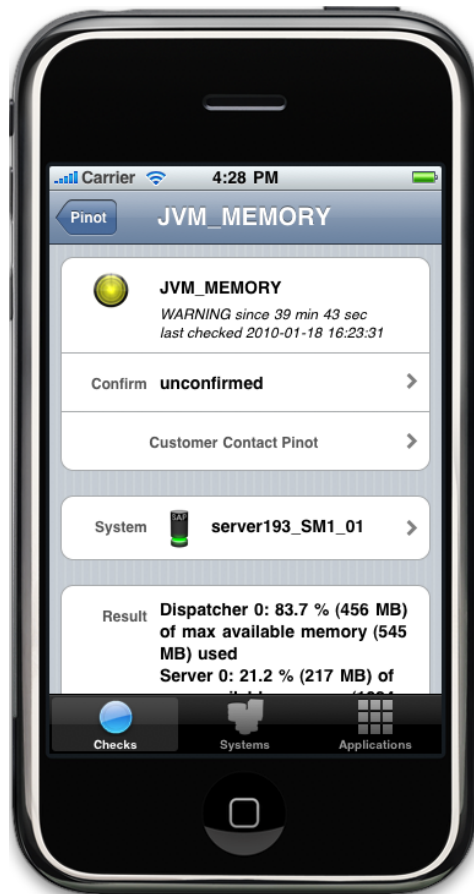 Carrier 4:28 PM
Pinot JVM_MEMORY
JVM_MEMORY
WARNING since 39 min 43 sec
last checked 2010-01-18 16:23:31
Confirm unconfirmed
Customer Contact Pinot
System SAP server193_SM1_01
Result Dispatcher 0: 83.7 % (456 MB)
of max available memory (545
MB) used
Server 0: 21.2 % (217 MB) of
Checks Systems Applications